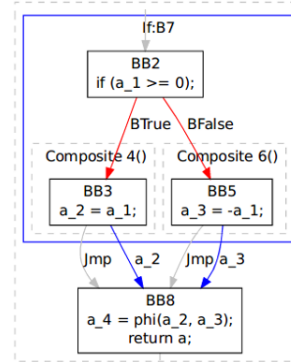 If:B7
BB2
if (a_1 >= 0);
BTrue BFalse
Composite 4() Composite 6()
BB3 BB5
a_2 = a_1; a_3 = -a_1;
Jmp a_2 Jmp a_3
BB8
a_4 = phi(a_2, a_3);
return a;